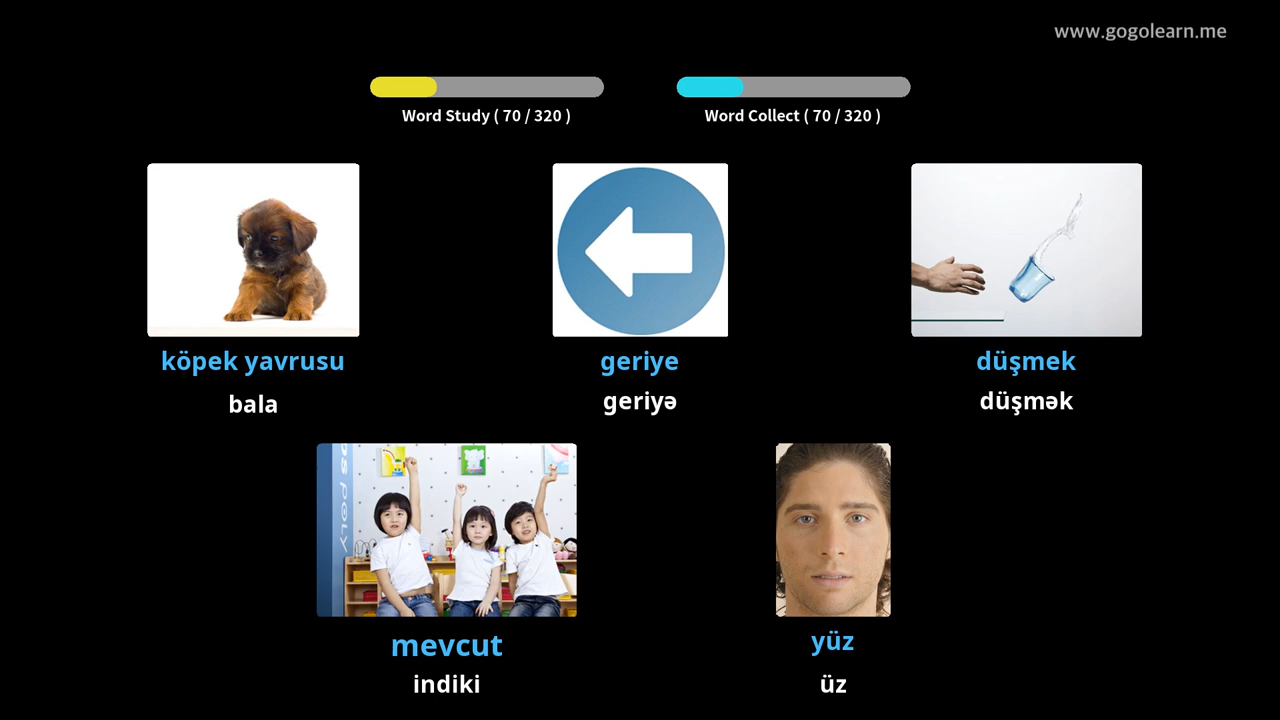 www.gogolearn.me
Word Study ( 70 / 320 )
Word Collect ( 70 / 320 )
köpek yavrusu
bala
geriye
geriyə
düşmek
düşmək
mevcut
indiki
yüz
üz